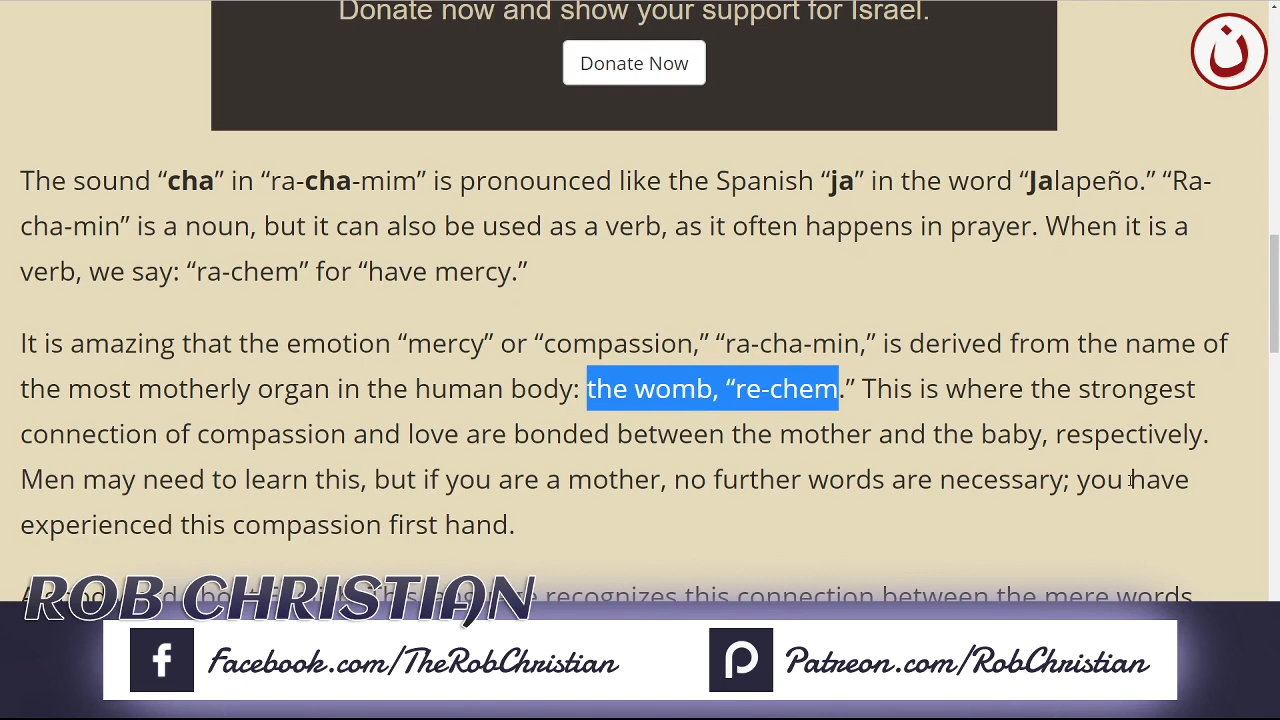 Donate now and show your support for Israel.
Donate Now
ن
The sound “cha” in “ra-cha-mim” is pronounced like the Spanish “ja” in the word “Jalapeño.” “Ra-
cha-min” is a noun, but it can also be used as a verb, as it often happens in prayer. When it is a
verb, we say: “ra-chem” for “have mercy.”
It is amazing that the emotion “mercy” or “compassion,” “ra-cha-min,” is derived from the name of
the most motherly organ in the human body: the womb, “re-chem.” This is where the strongest
connection of compassion and love are bonded between the mother and the baby, respectively.
Men may need to learn this, but if you are a mother, no further words are necessary; you have
experienced this compassion first hand.
recognizes this connection between the mere words
ROB CHRISTIAN
Facebook.com/TheRobChristian
Patreon.com/RobChristian